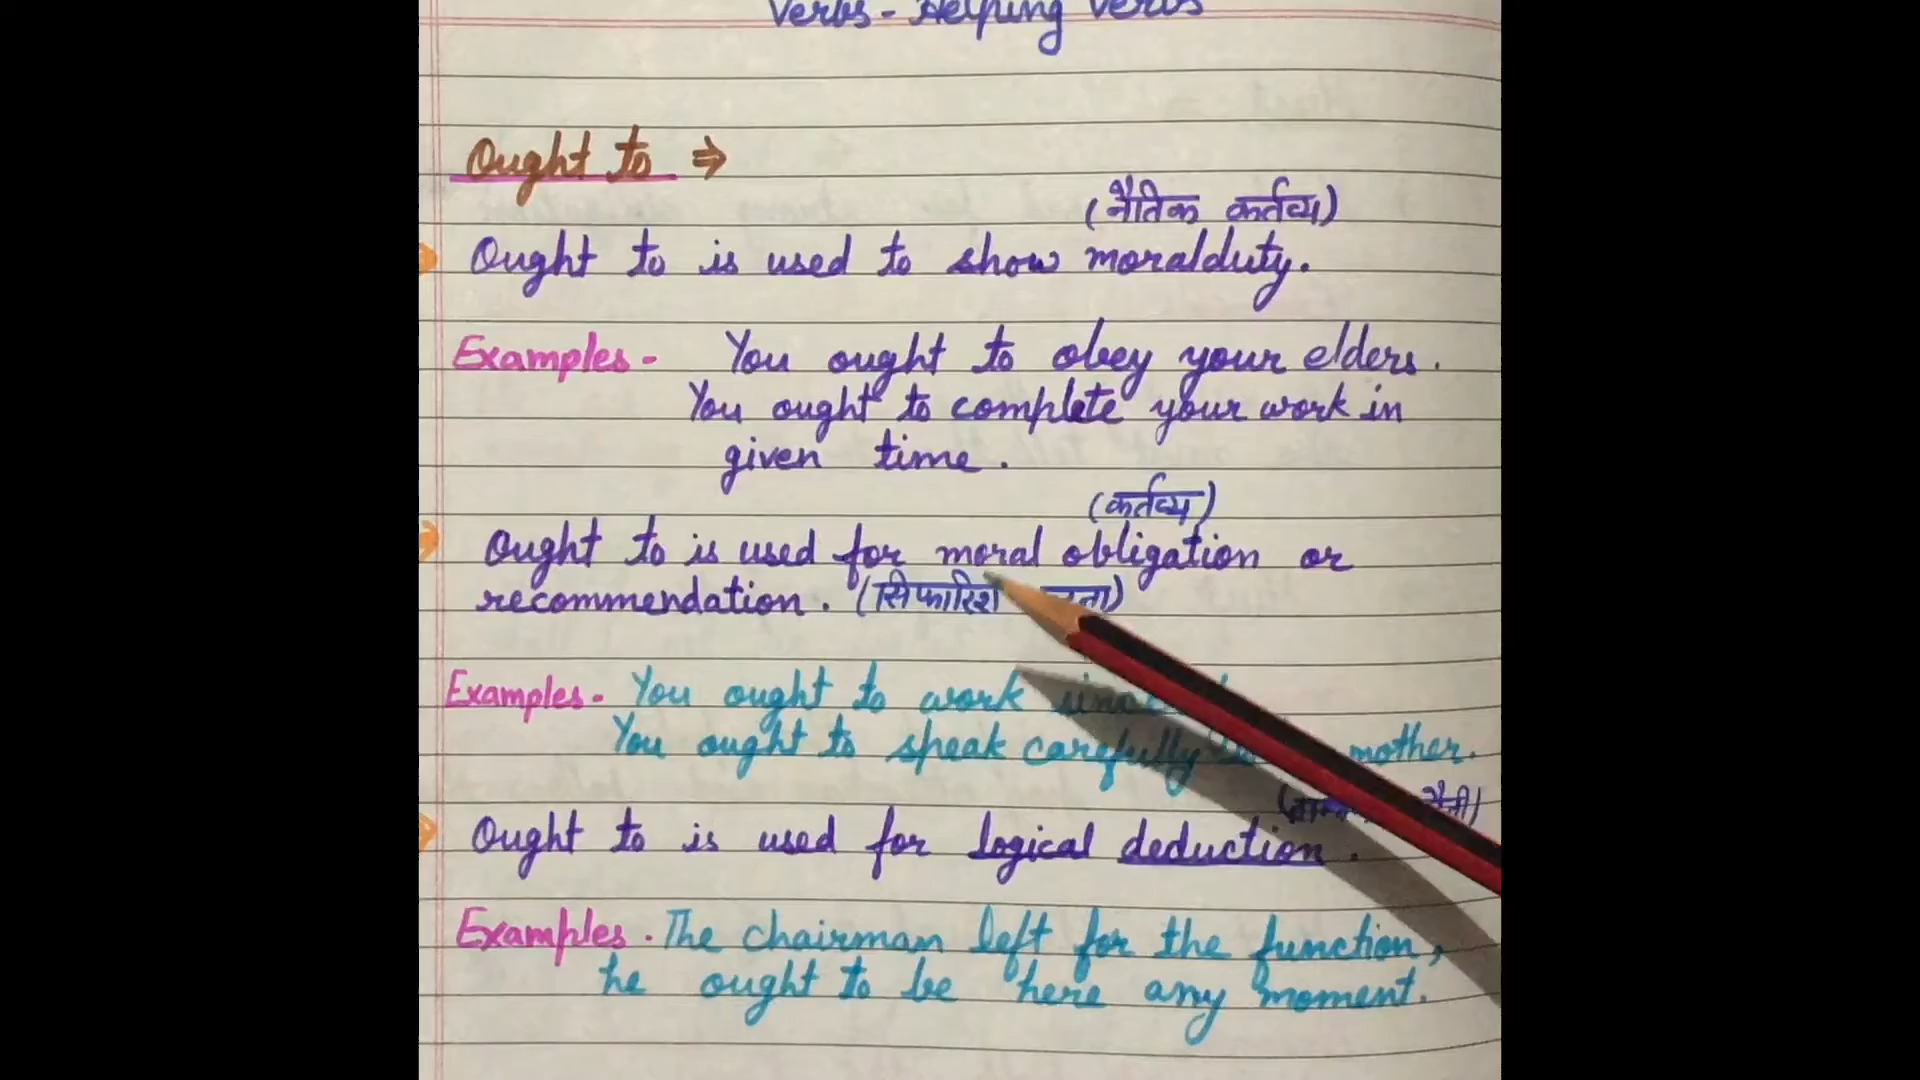 Verbs - Helping Verbs
Ought to ⇒
(नैतिक कर्तव्य)
Ought to is used to show moralduty.
Examples - You ought to obey your elders.
You ought to complete your work in
given time.
(कर्तव्य)
Ought to is used for moral obligation or
recommendation. (सिफारिश
Examples - You ought to work
You ought to speak carefully mother.
Ought to is used for logical deduction.
Examples. The chairman left for the function,
he ought to be here any moment.